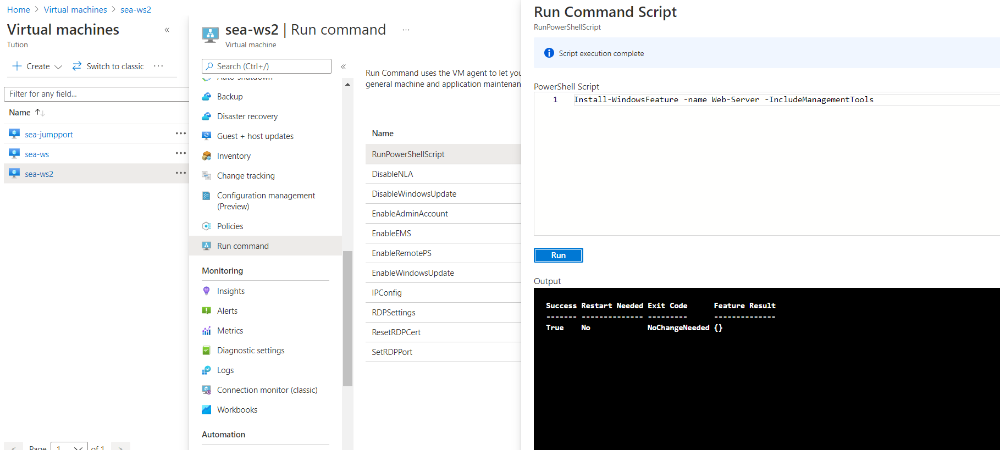 Home > Virtual machines > sea-ws2
Virtual machines «
Tution
Create Switch to classic ...
Filter for any field...
Name ↑↓
sea-jumpport ...
sea-ws ...
sea-ws2 ...
Page 1 of 1
sea-ws2 | Run command ...
Virtual machine
Search (Ctrl+/) «
Auto-shutdown
Backup
Disaster recovery
Guest + host updates
Inventory
Change tracking
Configuration management
(Preview)
Policies
Run command
Monitoring
Insights
Alerts
Metrics
Diagnostic settings
Logs
Connection monitor (classic)
Workbooks
Automation
Run Command uses the VM agent to let you
general machine and application maintenan
Name
RunPowerShellScript
DisableNLA
DisableWindowsUpdate
EnableAdminAccount
EnableEMS
EnableRemotePS
EnableWindowsUpdate
IPConfig
RDPSettings
ResetRDPCert
SetRDPPort
Run Command Script
RunPowerShellScript
Script execution complete
PowerShell Script
1 Install-WindowsFeature -name Web-Server -IncludeManagementTools
Run
Output
Success Restart Needed Exit Code Feature Result
------- -------------- --------- --------------
True No NoChangeNeeded {}